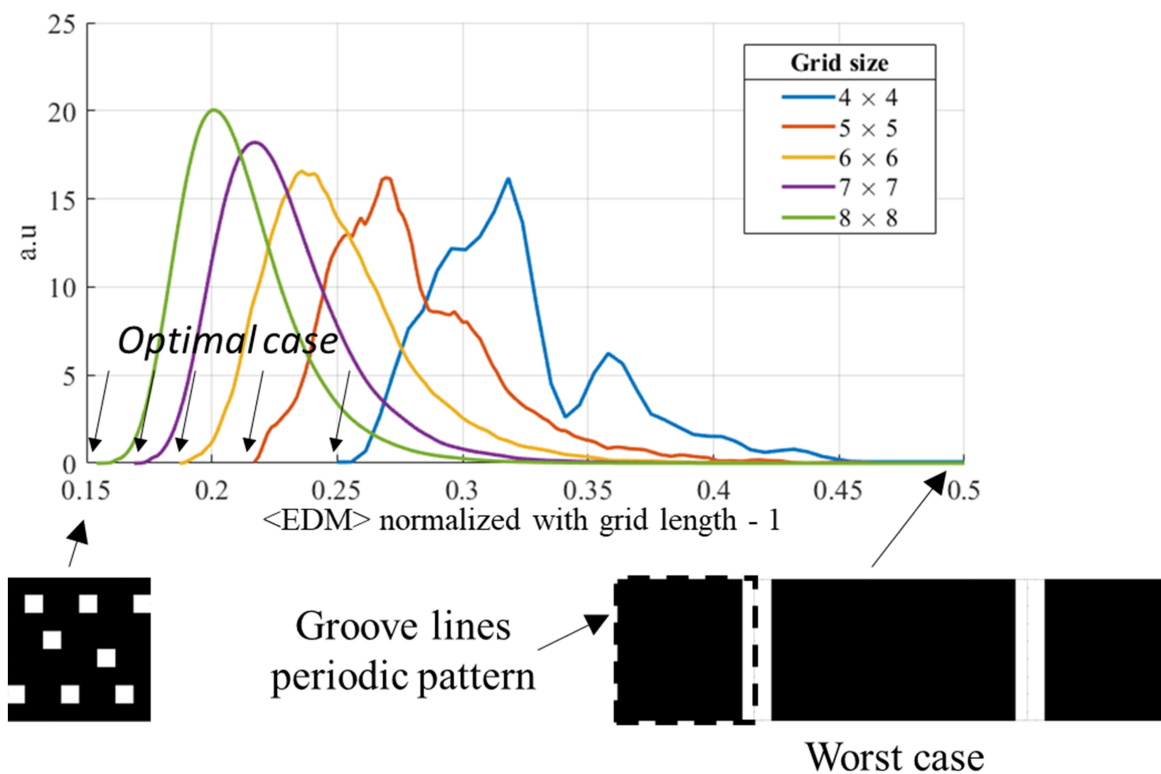 25
20
15
10
5
0
a.u
Grid size
4 × 4
5 × 5
6 × 6
7 × 7
8 × 8
Optimal case
0.15 0.2 0.25 0.3 0.35 0.4 0.45 0.5
<EDM> normalized with grid length - 1
Groove lines
periodic pattern
Worst case